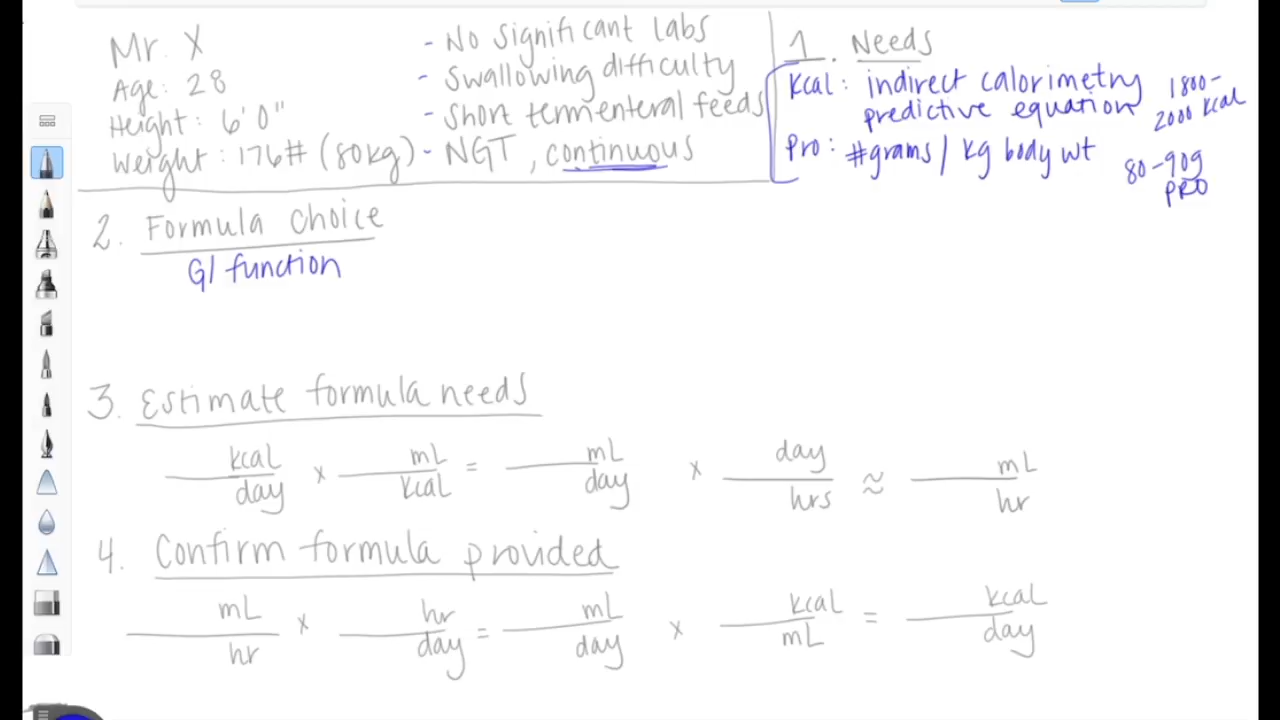 Mr. X
Age: 28
Height: 6'0"
Weight: 176# (80kg)
- No significant labs
- Swallowing difficulty
- Short term enteral feeds
- NGT, continuous
1. Needs
Kcal: indirect calorimetry
predictive equation
1800-
2000 kcal
Pro: #grams / kg body wt
80-90g
PRO
2. Formula Choice
GI function
3. Estimate formula needs
kcal/day x mL/kcal = mL/day x day/hrs ≈ mL/hr
4. Confirm formula provided
mL/hr x hr/day = mL/day x kcal/mL = kcal/day